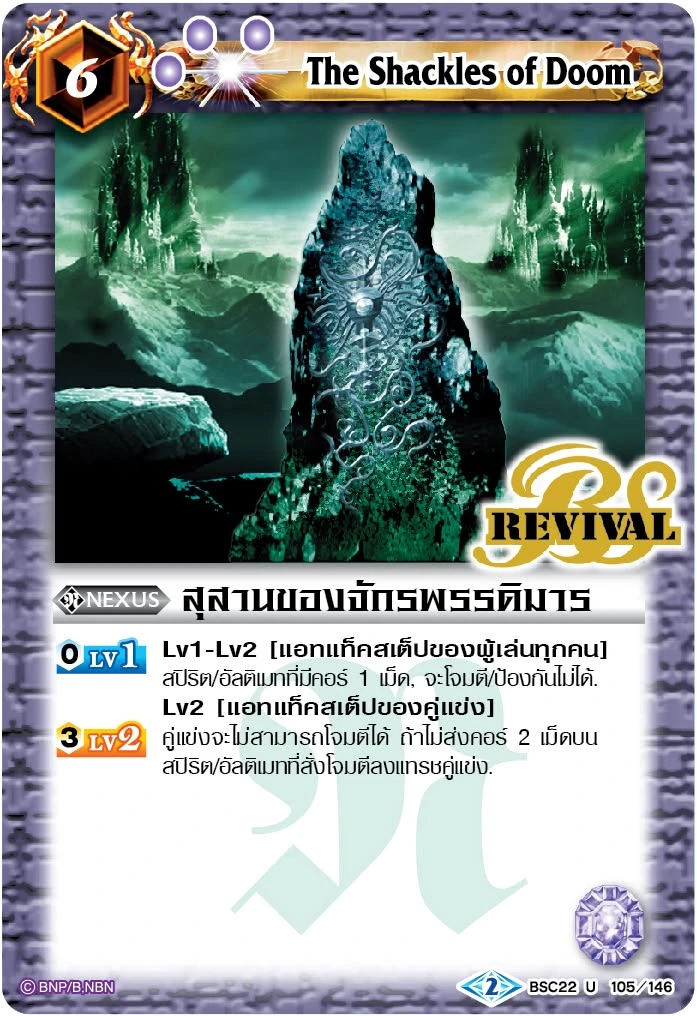 6
The Shackles of Doom
BS
REVIVAL
NEXUS สุสานของจักรพรรดิมาร
0 LV1 Lv1-Lv2 [แอทแท็คสเต็ปของผู้เล่นทุกคน]
สปิริต/อัลติเมทที่มีคอร์ 1 เม็ด, จะโจมตี/ป้องกันไม่ได้.
Lv2 [แอทแท็คสเต็ปของคู่แข่ง]
3 LV2 คู่แข่งจะไม่สามารถโจมตีได้ ถ้าไม่ส่งคอร์ 2 เม็ดบน
สปิริต/อัลติเมทที่สั่งโจมตีลงแทรชคู่แข่ง.
© BNP/B,NBN 2 BSC22 U 105/146